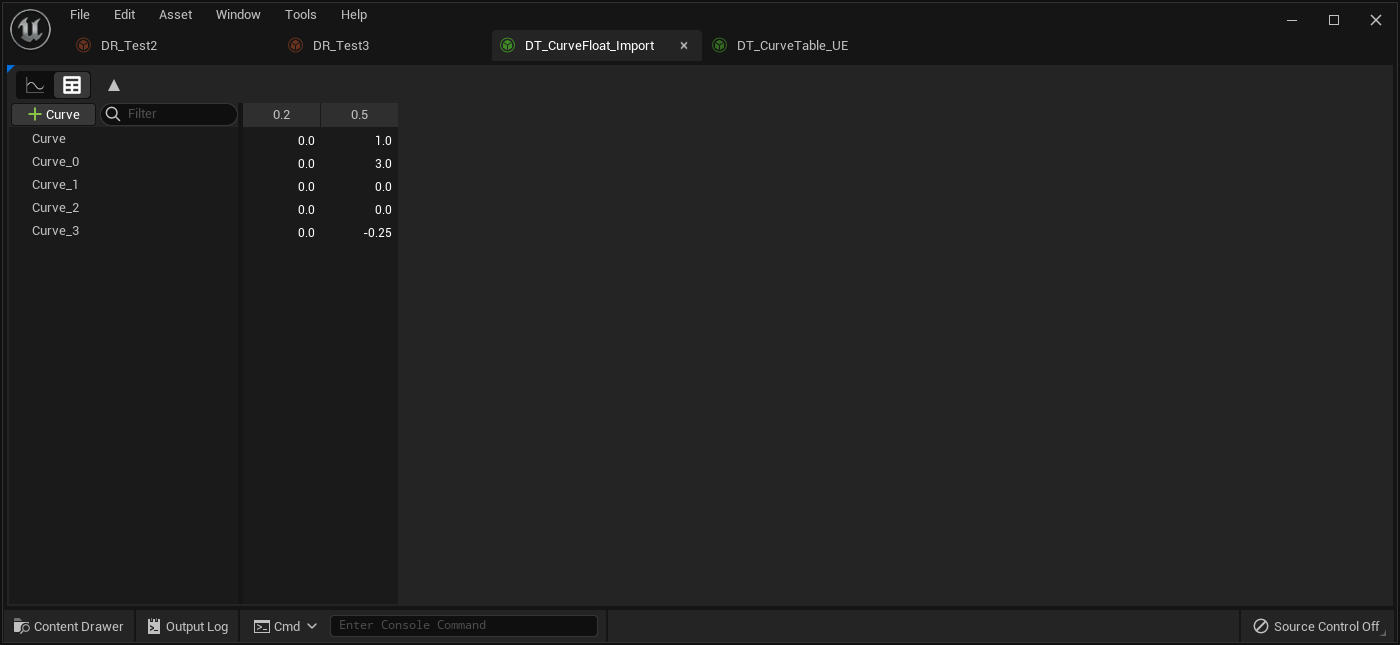 File Edit Asset Window Tools Help
DR_Test2 DR_Test3 DT_CurveFloat_Import × DT_CurveTable_UE
+ Curve Filter 0.2 0.5
Curve 0.0 1.0
Curve_0 0.0 3.0
Curve_1 0.0 0.0
Curve_2 0.0 0.0
Curve_3 0.0 -0.25
Content Drawer Output Log Cmd Enter Console Command Source Control Off